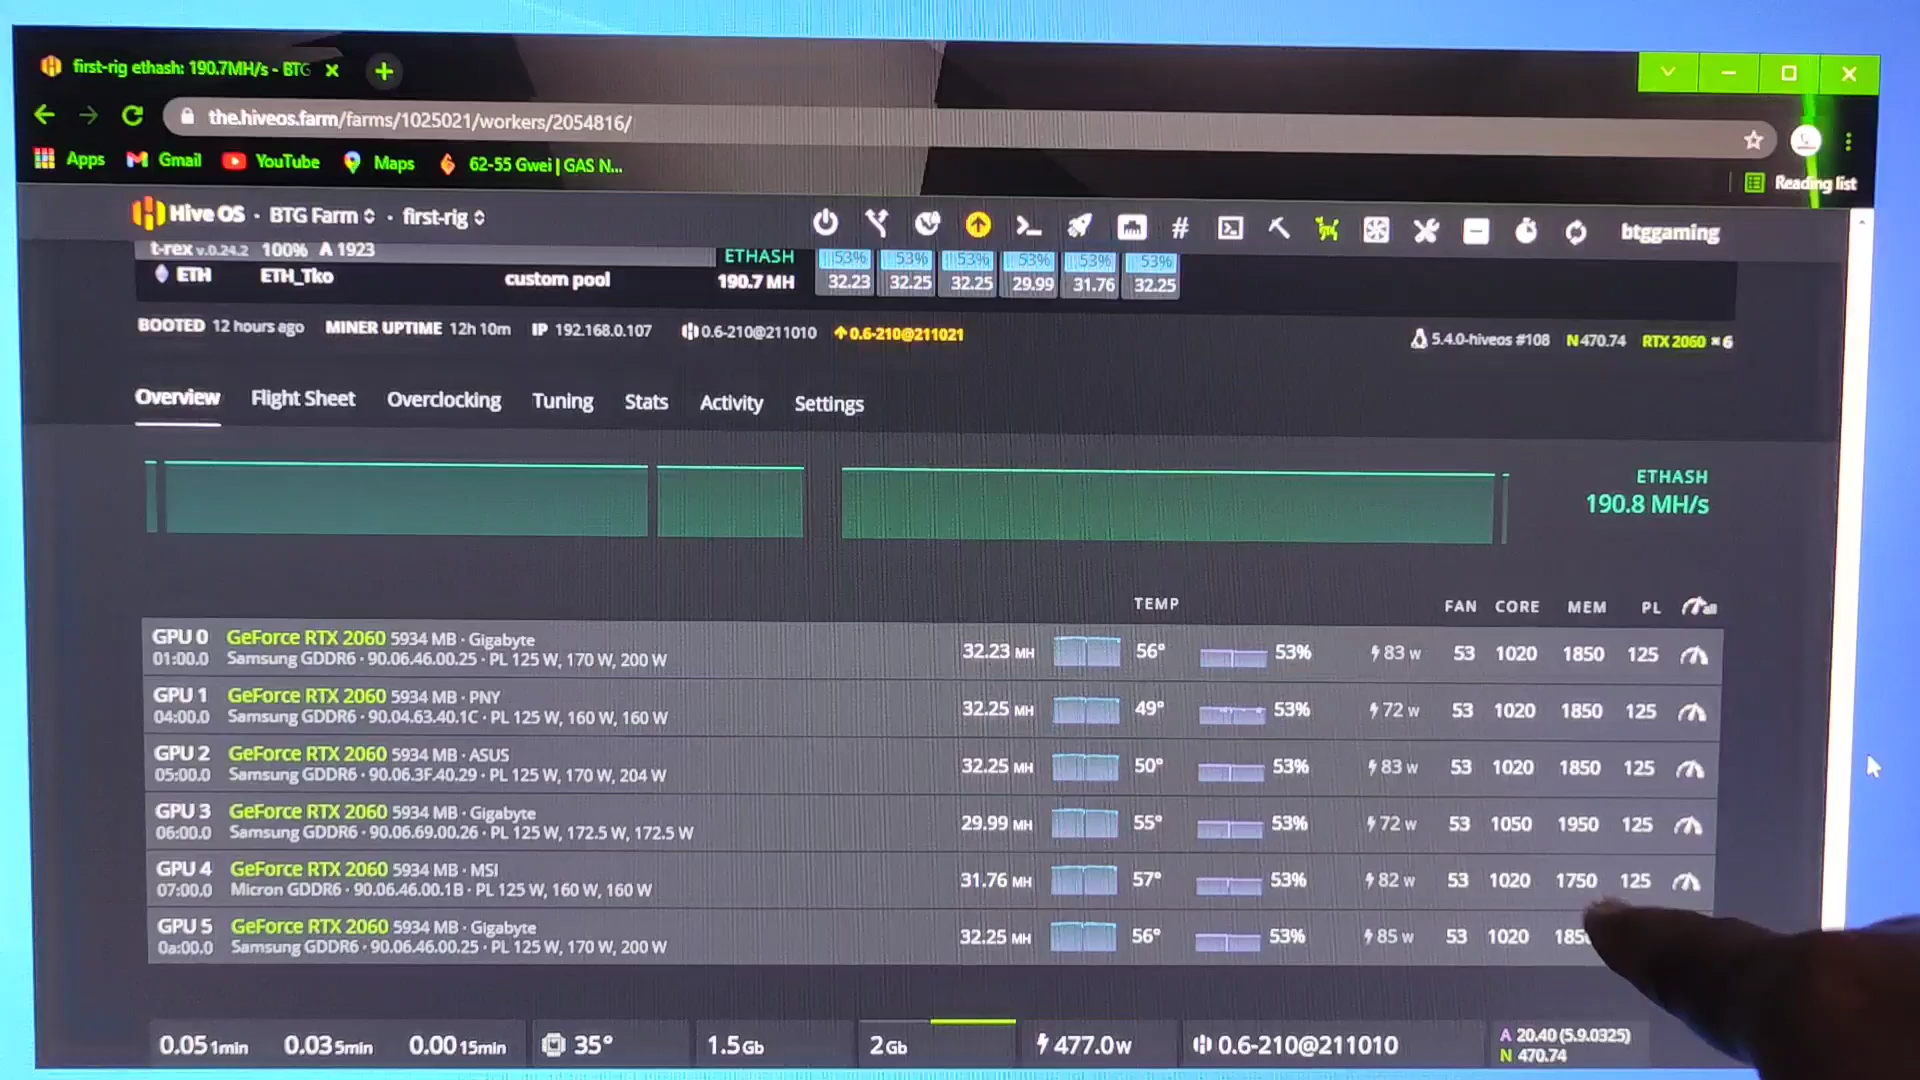 first-rig ethash: 190.7MH/s - BTG
the.hiveos.farm/farms/1025021/workers/2054816/
Apps Gmail YouTube Maps 62-55 Gwei | GAS N...
Reading list
Hive OS · BTG Farm · first-rig # btggaming
t-rex v.0.24.2 100% A 1923 ETHASH 53% 53% 53% 53% 53% 53%
ETH ETH_Tko custom pool 190.7 MH 32.23 32.25 32.25 29.99 31.76 32.25
BOOTED 12 hours ago MINER UPTIME 12h 10m IP 192.168.0.107 0.6-210@211010 0.6-210@211021 5.4.0-hiveos #108 N 470.74 RTX 2060 × 6
Overview Flight Sheet Overclocking Tuning Stats Activity Settings
ETHASH
190.8 MH/s
TEMP FAN CORE MEM PL all
GPU 0 GeForce RTX 2060 5934 MB · Gigabyte 32.23 MH 56° 53% 83 W 53 1020 1850 125
01:00.0 Samsung GDDR6 · 90.06.46.00.25 · PL 125 W, 170 W, 200 W
GPU 1 GeForce RTX 2060 5934 MB · PNY 32.25 MH 49° 53% 72 W 53 1020 1850 125
04:00.0 Samsung GDDR6 · 90.04.63.40.1C · PL 125 W, 160 W, 160 W
GPU 2 GeForce RTX 2060 5934 MB · ASUS 32.25 MH 50° 53% 83 W 53 1020 1850 125
05:00.0 Samsung GDDR6 · 90.06.3F.40.29 · PL 125 W, 170 W, 204 W
GPU 3 GeForce RTX 2060 5934 MB · Gigabyte 29.99 MH 55° 53% 72 W 53 1050 1950 125
06:00.0 Samsung GDDR6 · 90.06.69.00.26 · PL 125 W, 172.5 W, 172.5 W
GPU 4 GeForce RTX 2060 5934 MB · MSI 31.76 MH 57° 53% 82 W 53 1020 1750 125
07:00.0 Micron GDDR6 · 90.06.46.00.1B · PL 125 W, 160 W, 160 W
GPU 5 GeForce RTX 2060 5934 MB · Gigabyte 32.25 MH 56° 53% 85 W 53 1020
0a:00.0 Samsung GDDR6 · 90.06.46.00.25 · PL 125 W, 170 W, 200 W
0.05 1min 0.03 5min 0.00 15min 35° 1.5Gb 2Gb 477.0 W 0.6-210@211010 A 20.40 (5.9.0325)
N 470.74